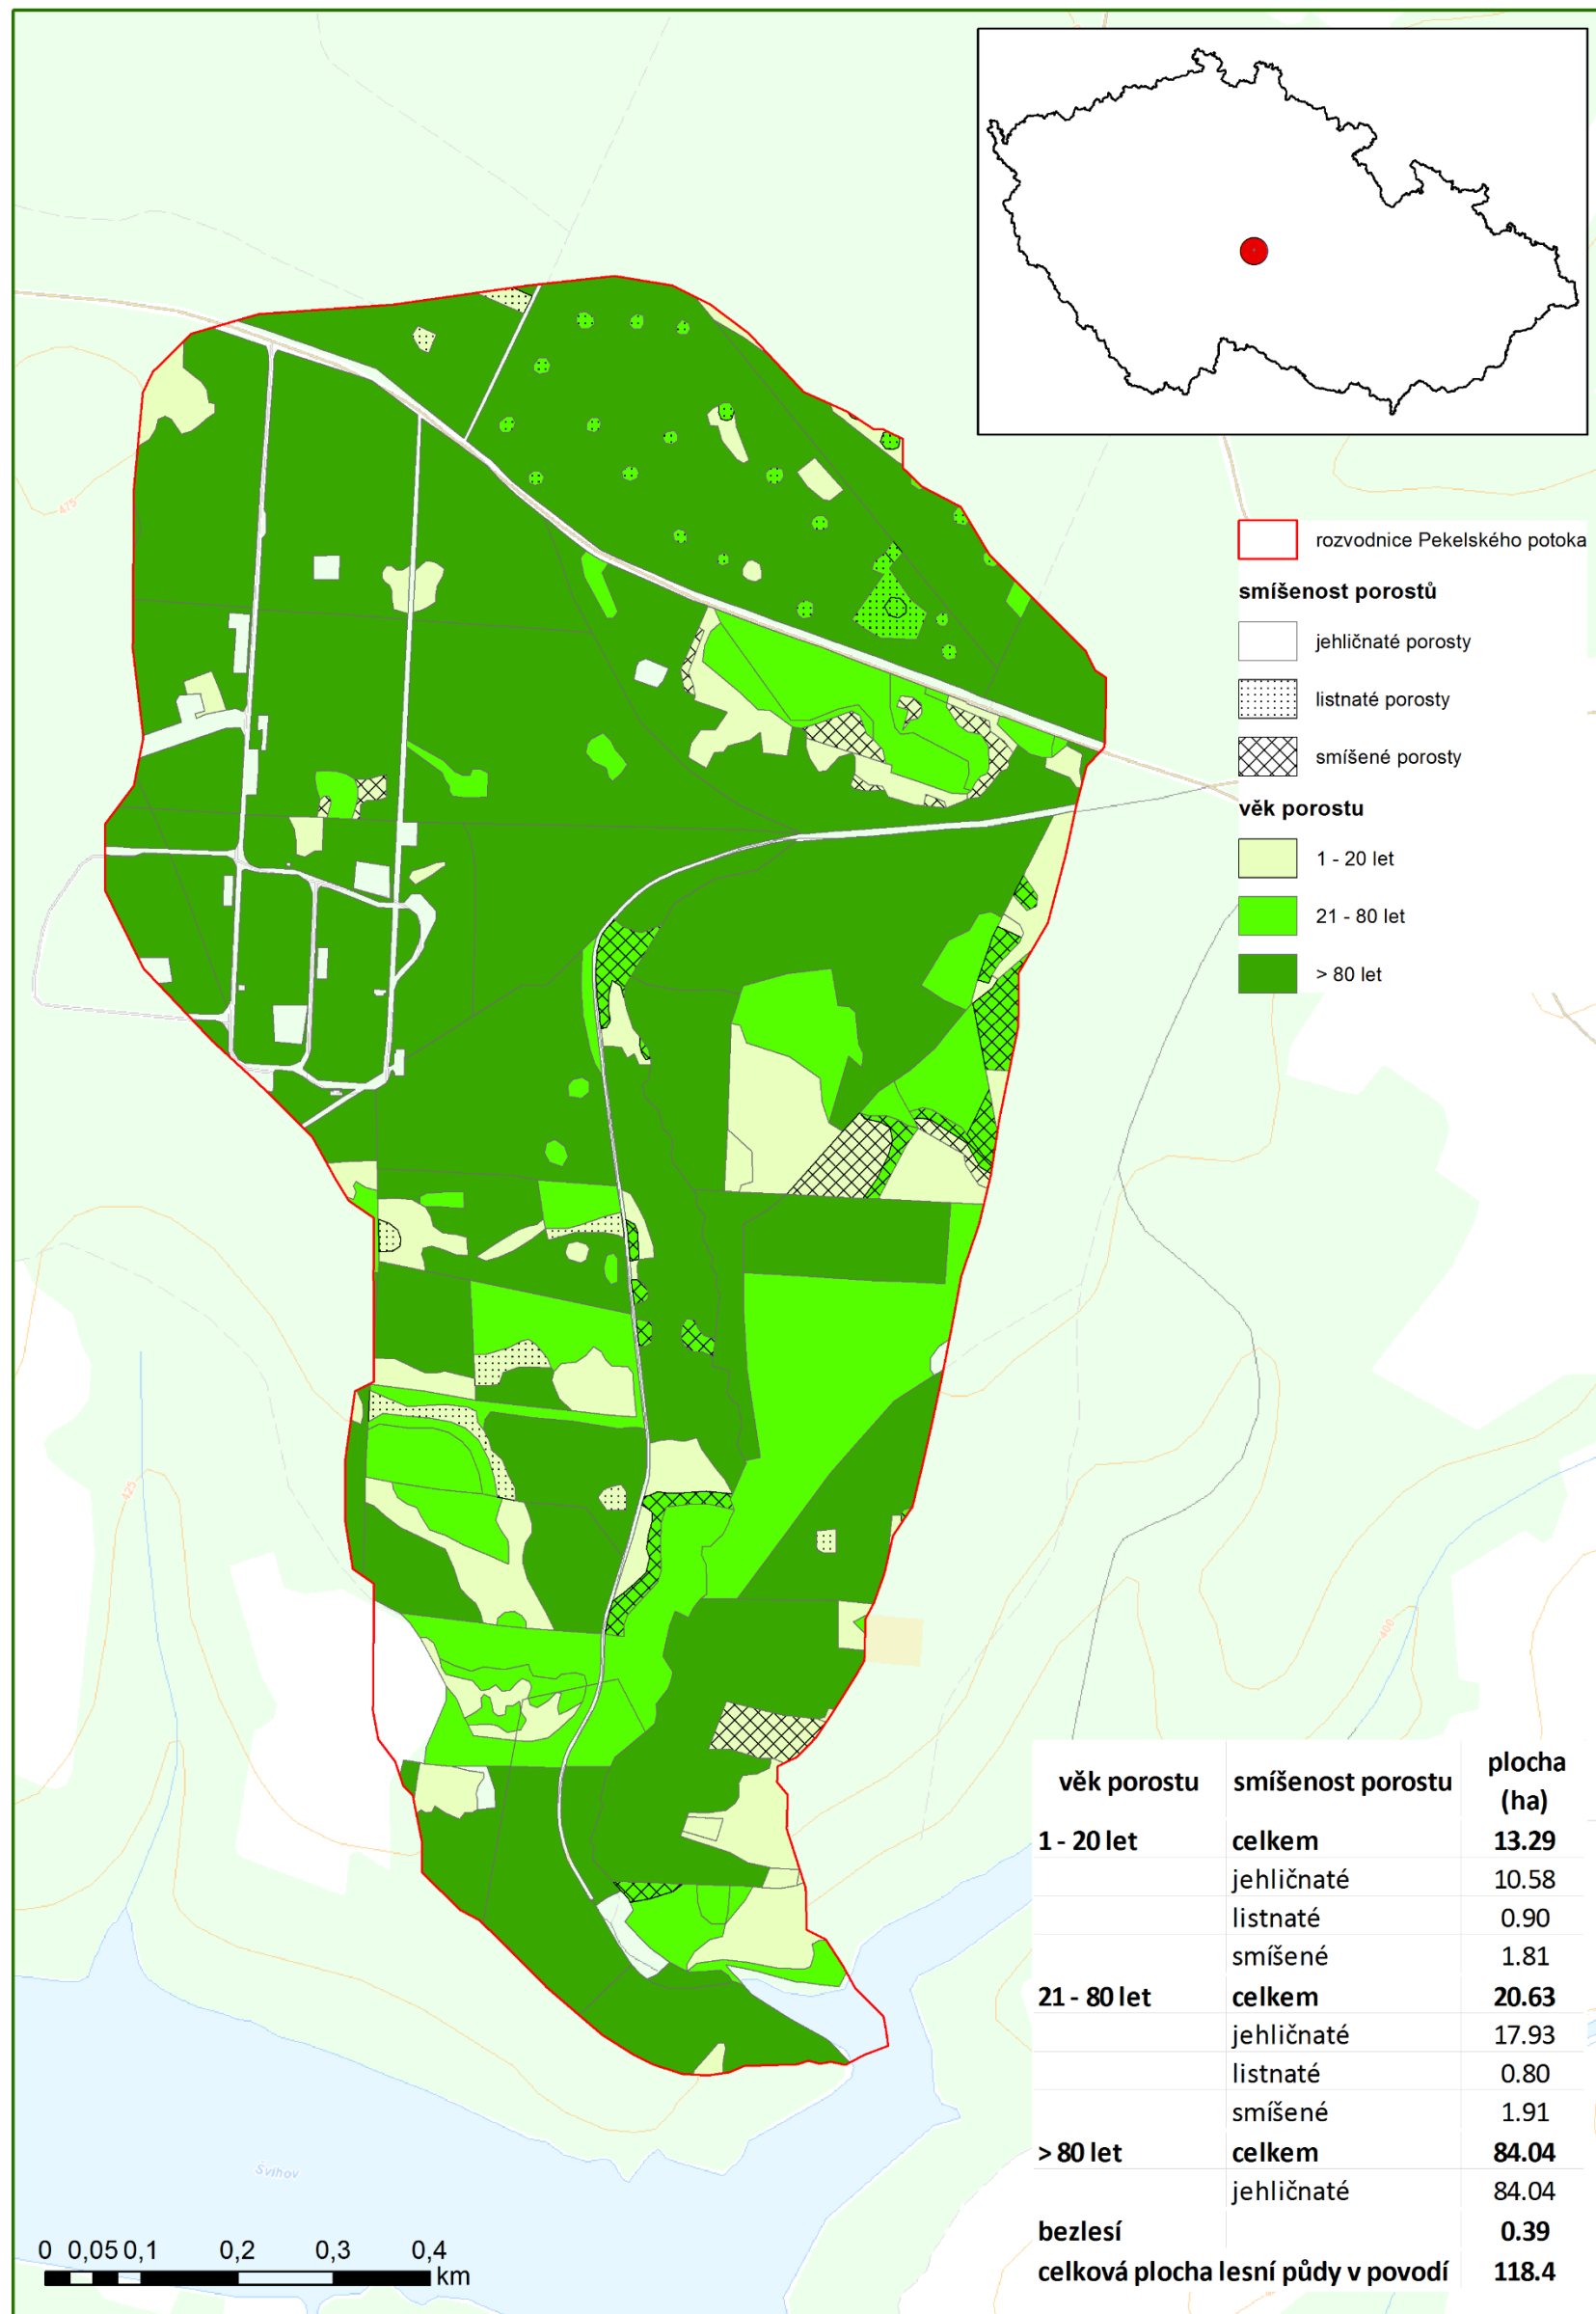 425
rozvodnice Pekelského potoka
smíšenost porostů
jehličnaté porosty
listnaté porosty
smíšené porosty
věk porostu
1 - 20 let
21 - 80 let
> 80 let
425
400
Švihov
věk porostu smíšenost porostu plocha (ha)
1 - 20 let celkem 13.29
jehličnaté 10.58
listnaté 0.90
smíšené 1.81
21 - 80 let celkem 20.63
jehličnaté 17.93
listnaté 0.80
smíšené 1.91
> 80 let celkem 84.04
jehličnaté 84.04
bezlesí 0.39
celková plocha lesní půdy v povodí 118.4
0 0,05 0,1 0,2 0,3 0,4
km